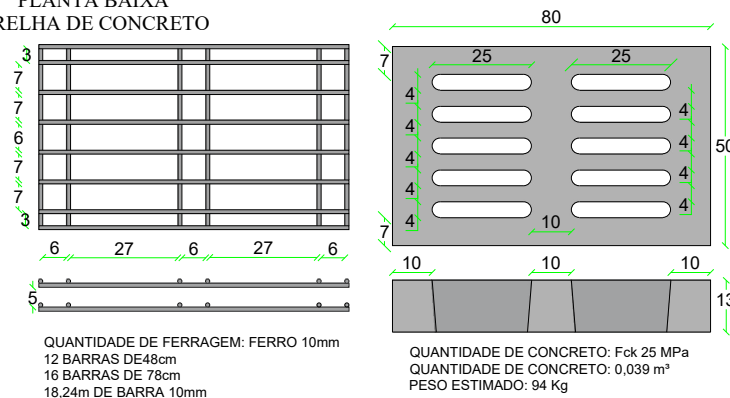 PLANTA BAIXA
RELHA DE CONCRETO
3
7
7
6
7
7
3
6 27 6 27 6
5
QUANTIDADE DE FERRAGEM: FERRO 10mm
12 BARRAS DE48cm
16 BARRAS DE 78cm
18,24m DE BARRA 10mm
80
7
25 25
4
4
4
4
4
4
4
4
4
50
10
7
10 10 10
13
QUANTIDADE DE CONCRETO: Fck 25 MPa
QUANTIDADE DE CONCRETO: 0,039 m³
PESO ESTIMADO: 94 Kg